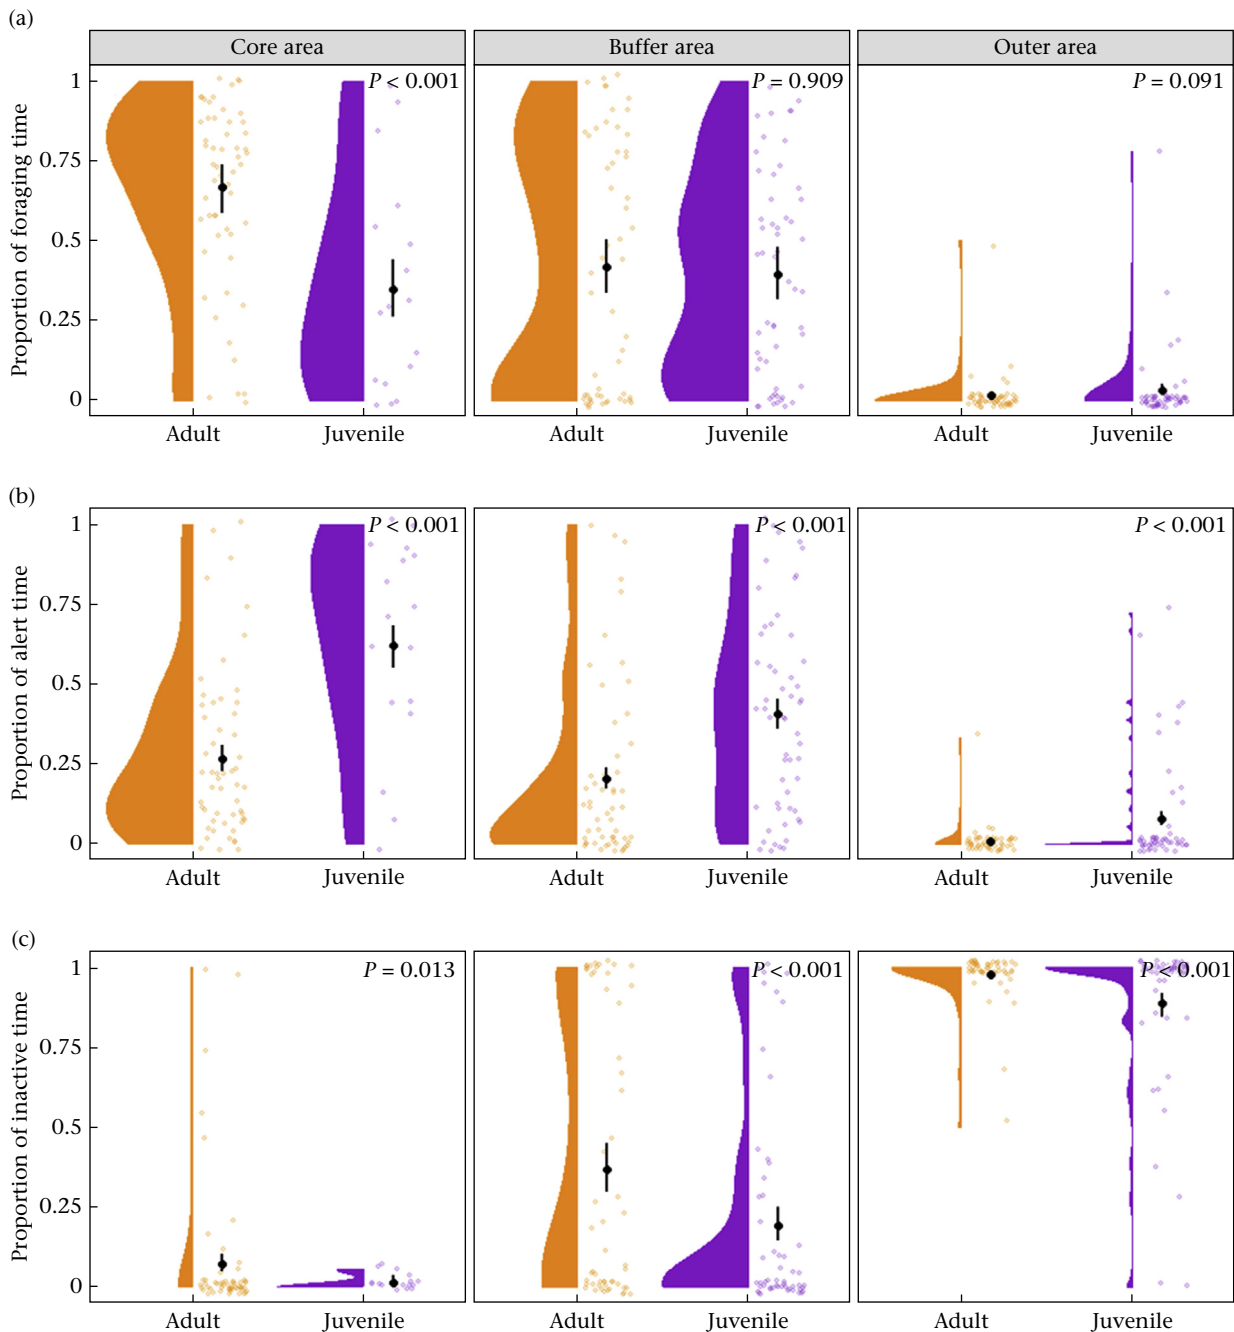 (a)
Core area Buffer area Outer area
Proportion of foraging time
1
0.75
0.5
0.25
0
P < 0.001
P = 0.909
P = 0.091
Adult Juvenile Adult Juvenile Adult Juvenile
(b)
Proportion of alert time
1
0.75
0.5
0.25
0
P < 0.001
P < 0.001
P < 0.001
Adult Juvenile Adult Juvenile Adult Juvenile
(c)
Proportion of inactive time
1
0.75
0.5
0.25
0
P = 0.013
P < 0.001
P < 0.001
Adult Juvenile Adult Juvenile Adult Juvenile